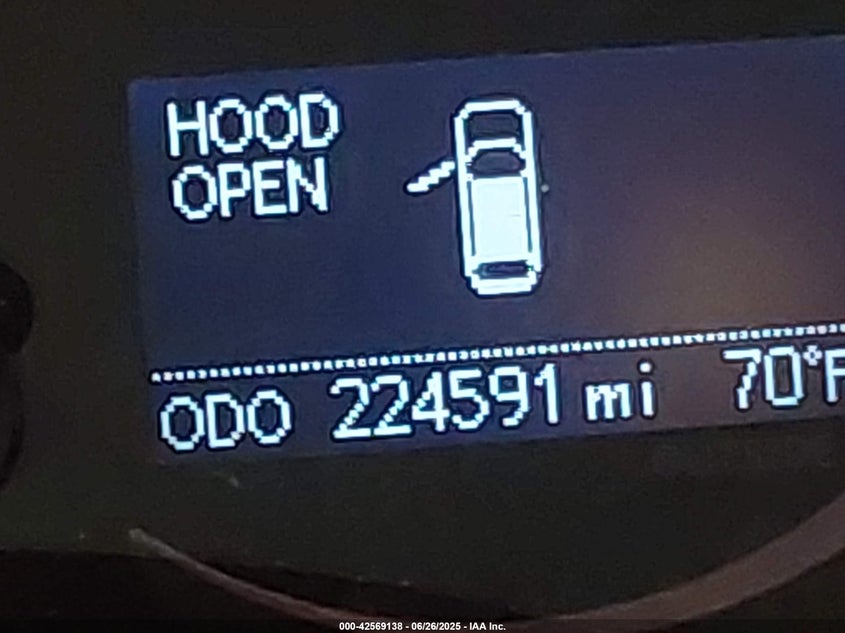 HOOD
OPEN
ODO 224591 mi 70°F
000-42569138 - 06/26/2025 - IAA Inc.